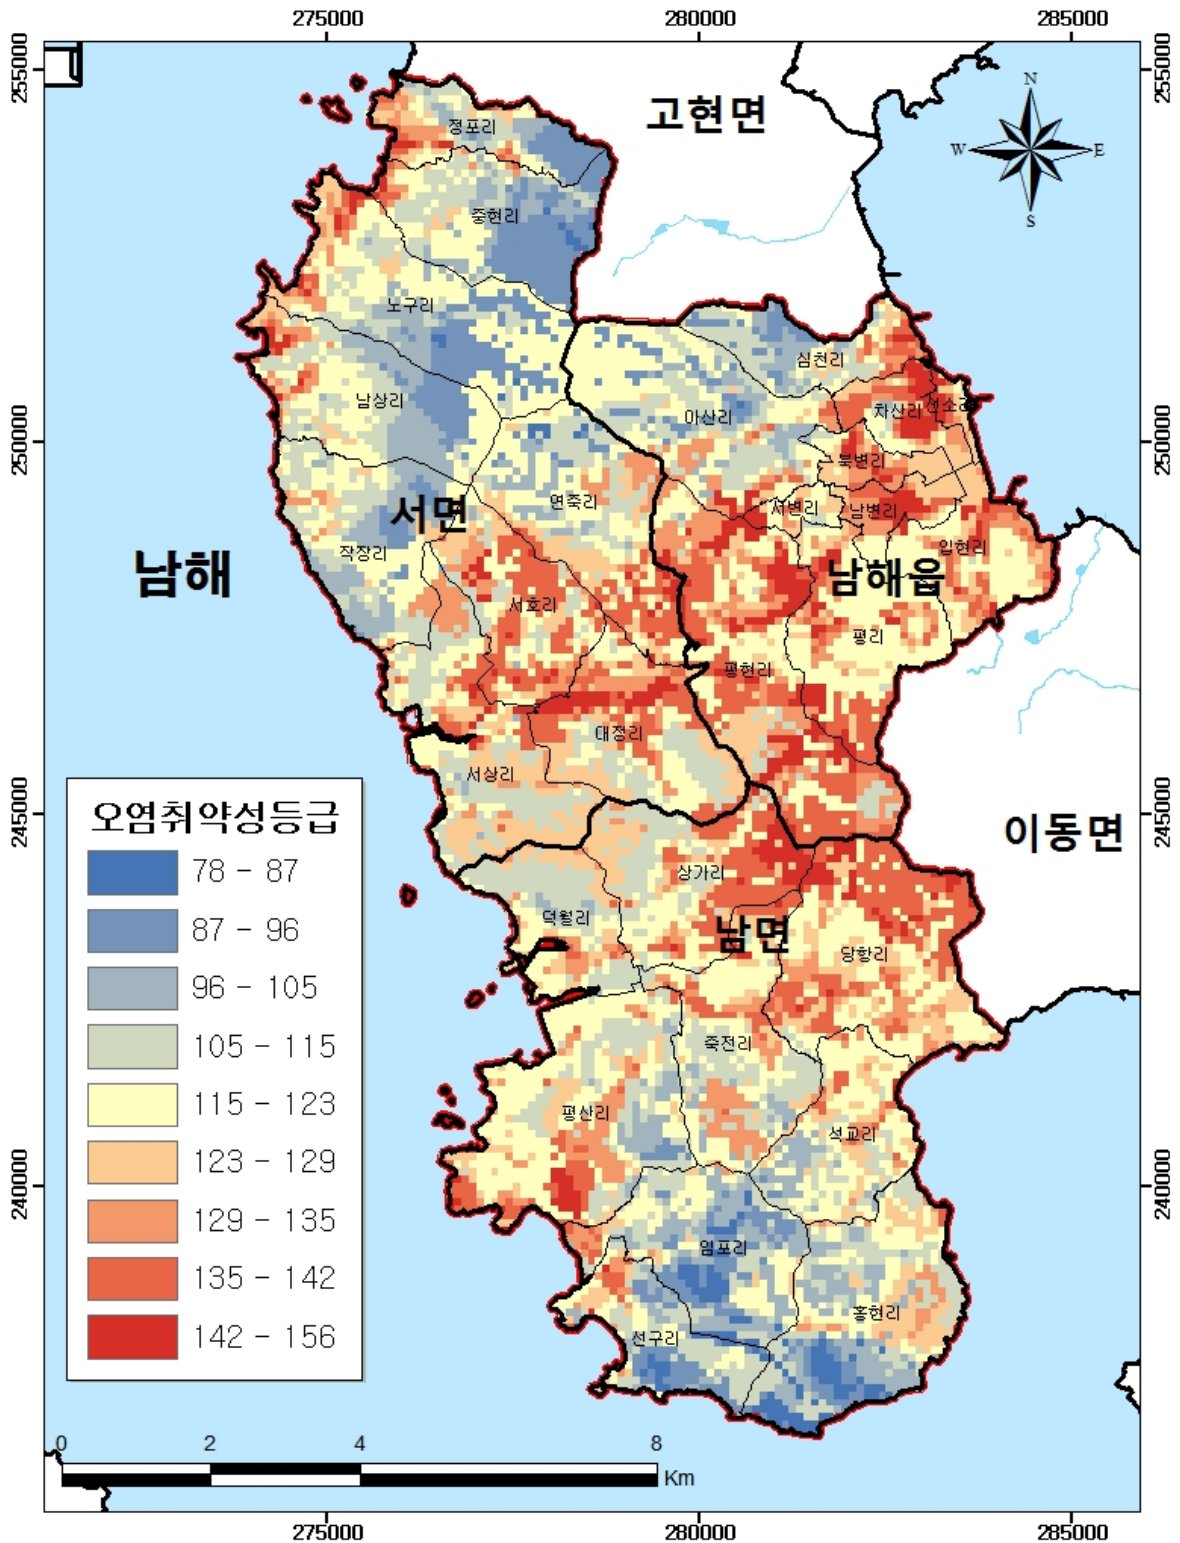 275000
280000
285000
255000
255000
고현면
N
W
E
S
정포리
중현리
노구리
심천리
남상리
아산리
차산리
선소리
250000
250000
북변리
연죽리
서변리
남변리
서면
작장리
입현리
남해
남해읍
서호리
평리
평현리
대정리
서상리
오염취약성등급
78 - 87
87 - 96
96 - 105
105 - 115
115 - 123
123 - 129
129 - 135
135 - 142
142 - 156
245000
245000
이동면
상가리
덕월리
남면
당항리
죽전리
평산리
석교리
240000
240000
임포리
홍현리
선구리
0
2
4
8
Km
275000
280000
285000